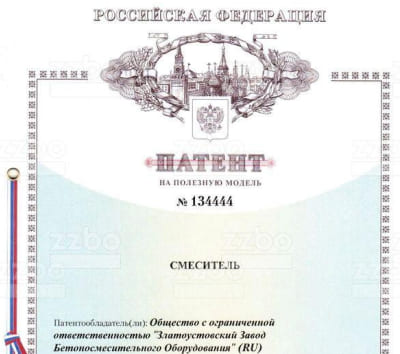 РОССИЙСКАЯ ФЕДЕРАЦИЯ
ПАТЕНТ
НА ПОЛЕЗНУЮ МОДЕЛЬ
№ 134444
СМЕСИТЕЛЬ
Патентообладатель(ли): Общество с ограниченной
ответственностью "Златоустовский Завод
Бетоносмесительного Оборудования" (RU)
zzbo